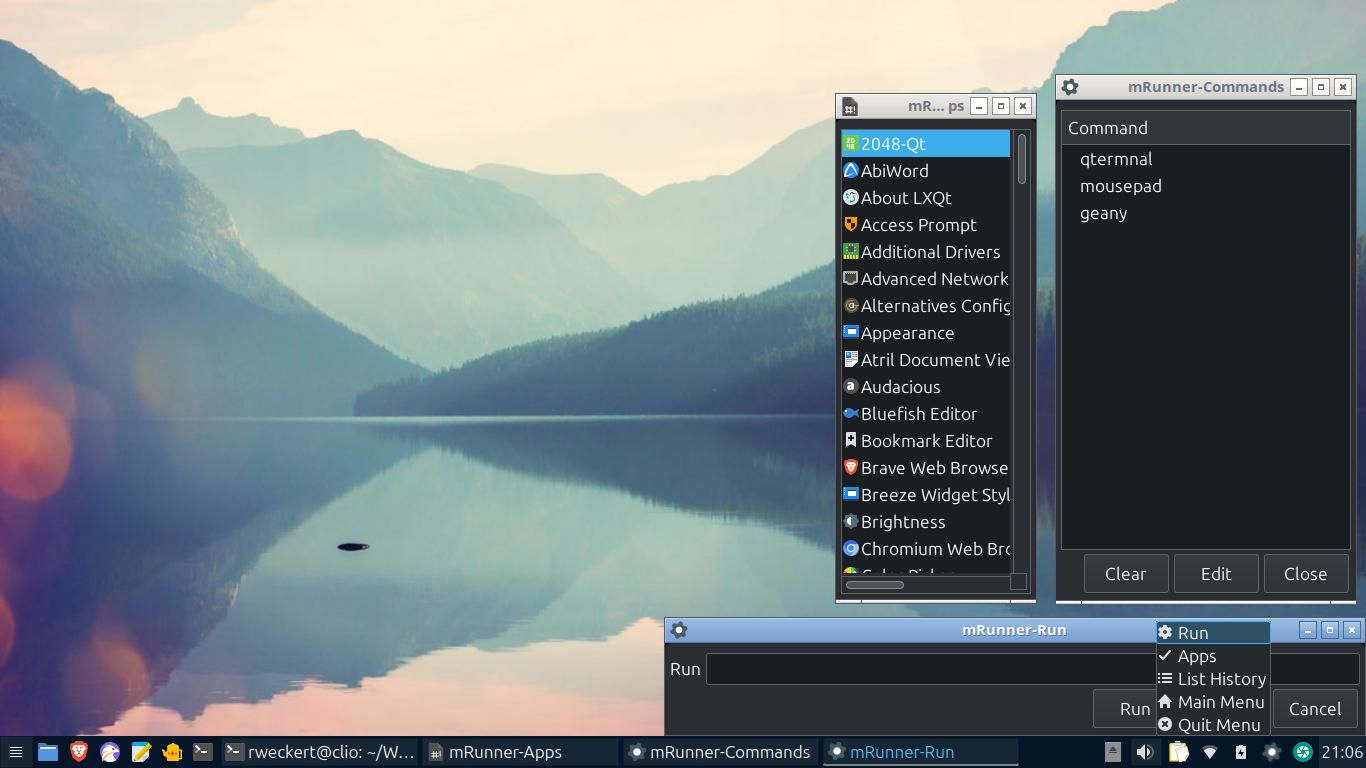 mR... ps
2048-Qt
AbiWord
About LXQt
Access Prompt
Additional Drivers
Advanced Network
Alternatives Config
Appearance
Atril Document Vie
Audacious
Bluefish Editor
Bookmark Editor
Brave Web Browse
Breeze Widget Styl
Brightness
Chromium Web Bro
mRunner-Commands
Command
qtermnal
mousepad
geany
Clear Edit Close
mRunner-Run
Run
Run Cancel
Run
Apps
List History
Main Menu
Quit Menu
rweckert@clio: ~/W... mRunner-Apps mRunner-Commands mRunner-Run 21:06